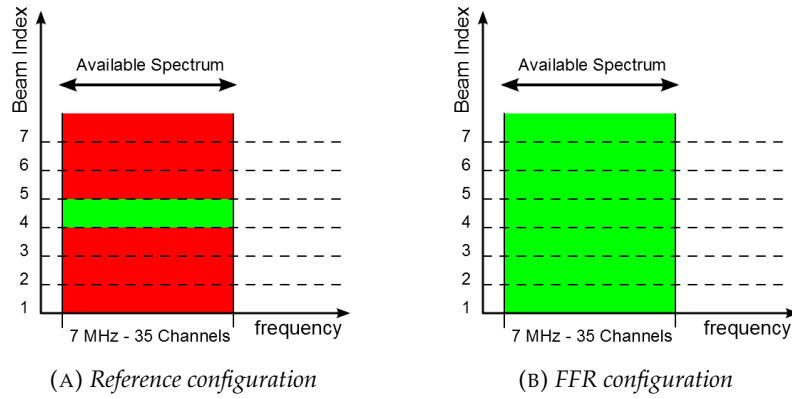 Beam Index
Available Spectrum
7
6
5
4
3
2
1
frequency
7 MHz - 35 Channels
(A) Reference configuration
Beam Index
Available Spectrum
7
6
5
4
3
2
1
frequency
7 MHz - 35 Channels
(B) FFR configuration